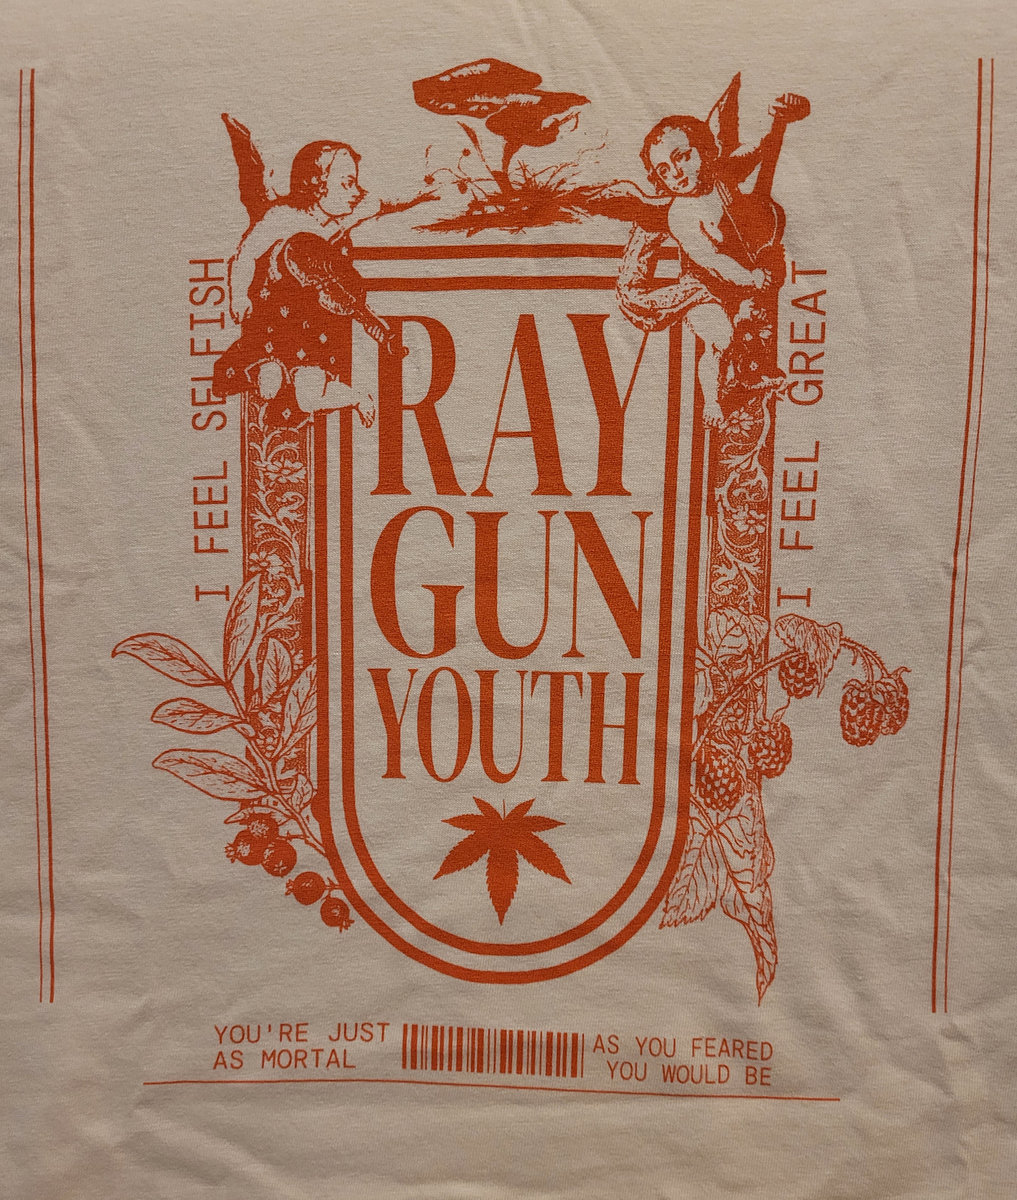 I FEEL SELFISH
RAY
GUN
YOUTH
I FEEL GREAT
YOU'RE JUST
AS MORTAL
AS YOU FEARED
YOU WOULD BE